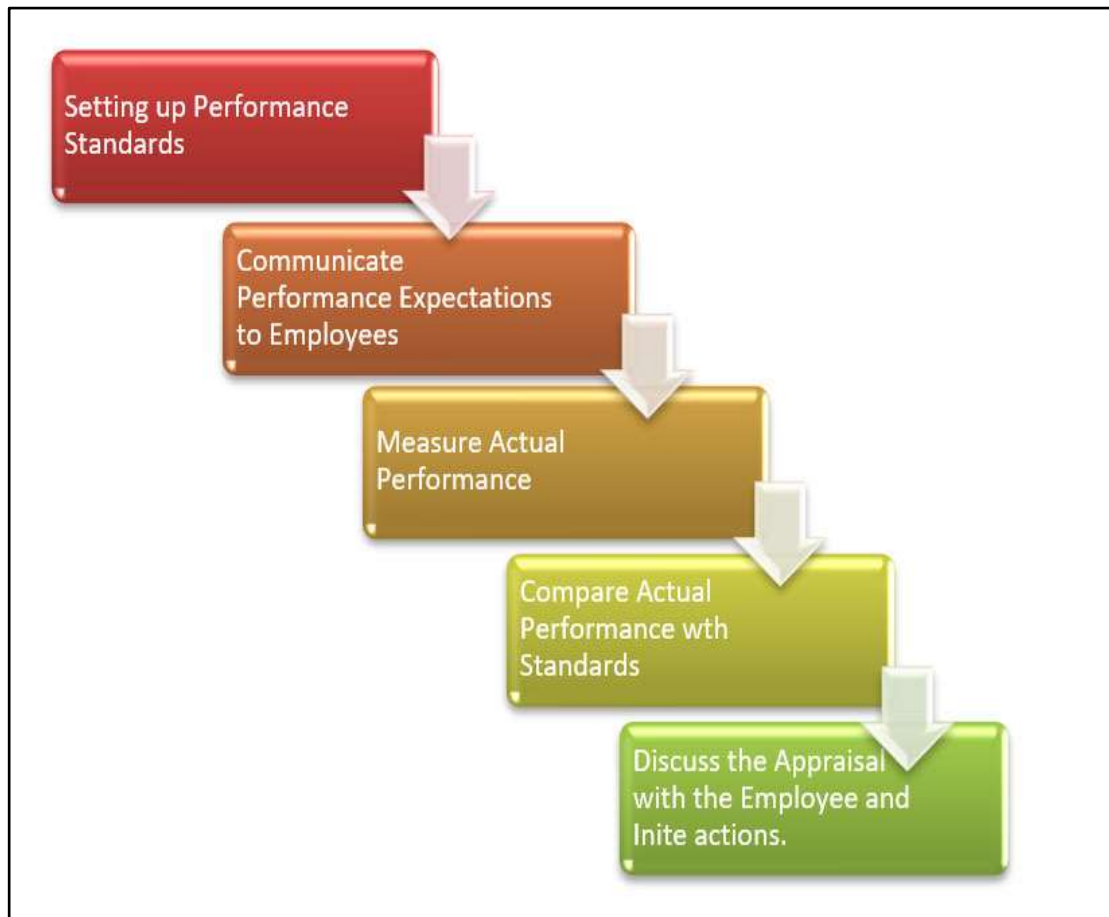 Setting up Performance
Standards
Communicate
Performance Expectations
to Employees
Measure Actual
Performance
Compare Actual
Performance wth
Standards
Discuss the Appraisal
with the Employee and
Inite actions.